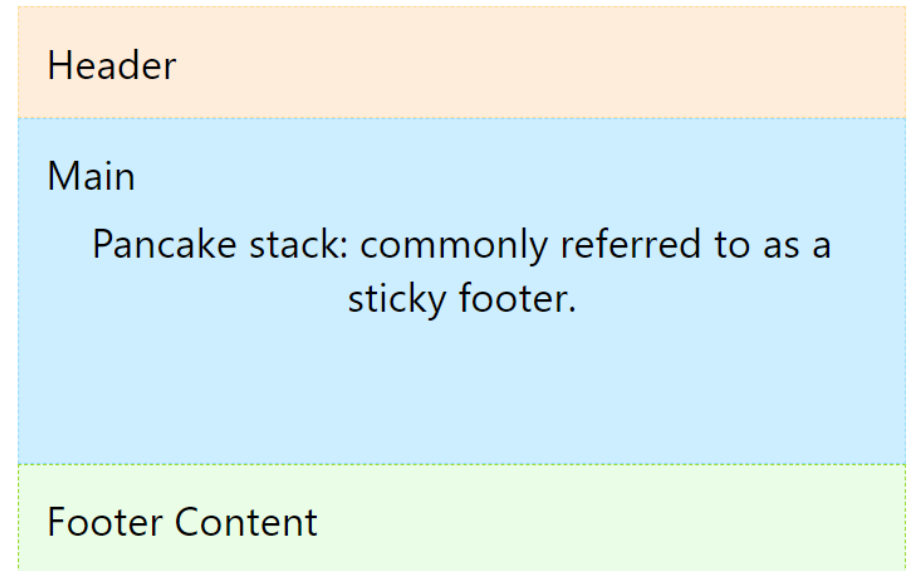 Header
Main
Pancake stack: commonly referred to as a
sticky footer.
Footer Content